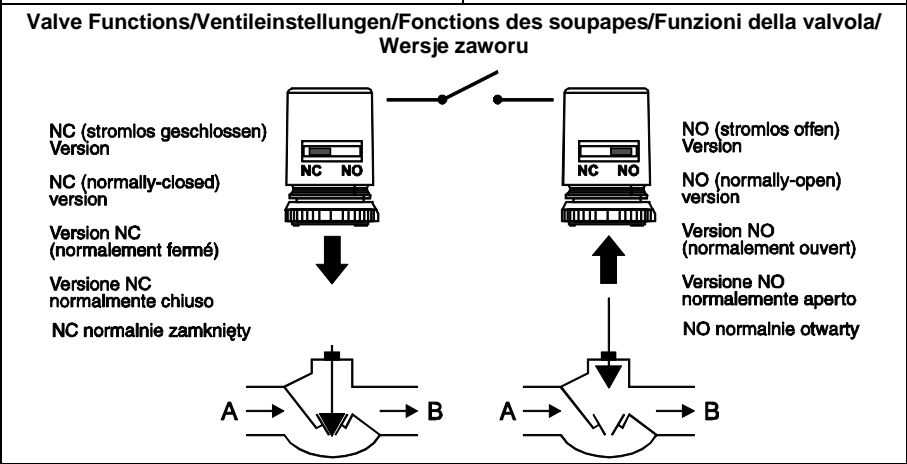 Valve Functions/Ventileinstellungen/Fonctions des soupapes/Funzioni della valvola/
Wersje zaworu
NC (stromlos geschlossen)
Version
NC (normally-closed)
version
Version NC
(normalement fermé)
Versione NC
normalmente chiuso
NC normalnie zamknięty
NC NO
NC NO
NO (stromlos offen)
Version
NO (normally-open)
version
Version NO
(normalement ouvert)
Versione NO
normalemente aperto
NO normalnie otwarty
A B
A B